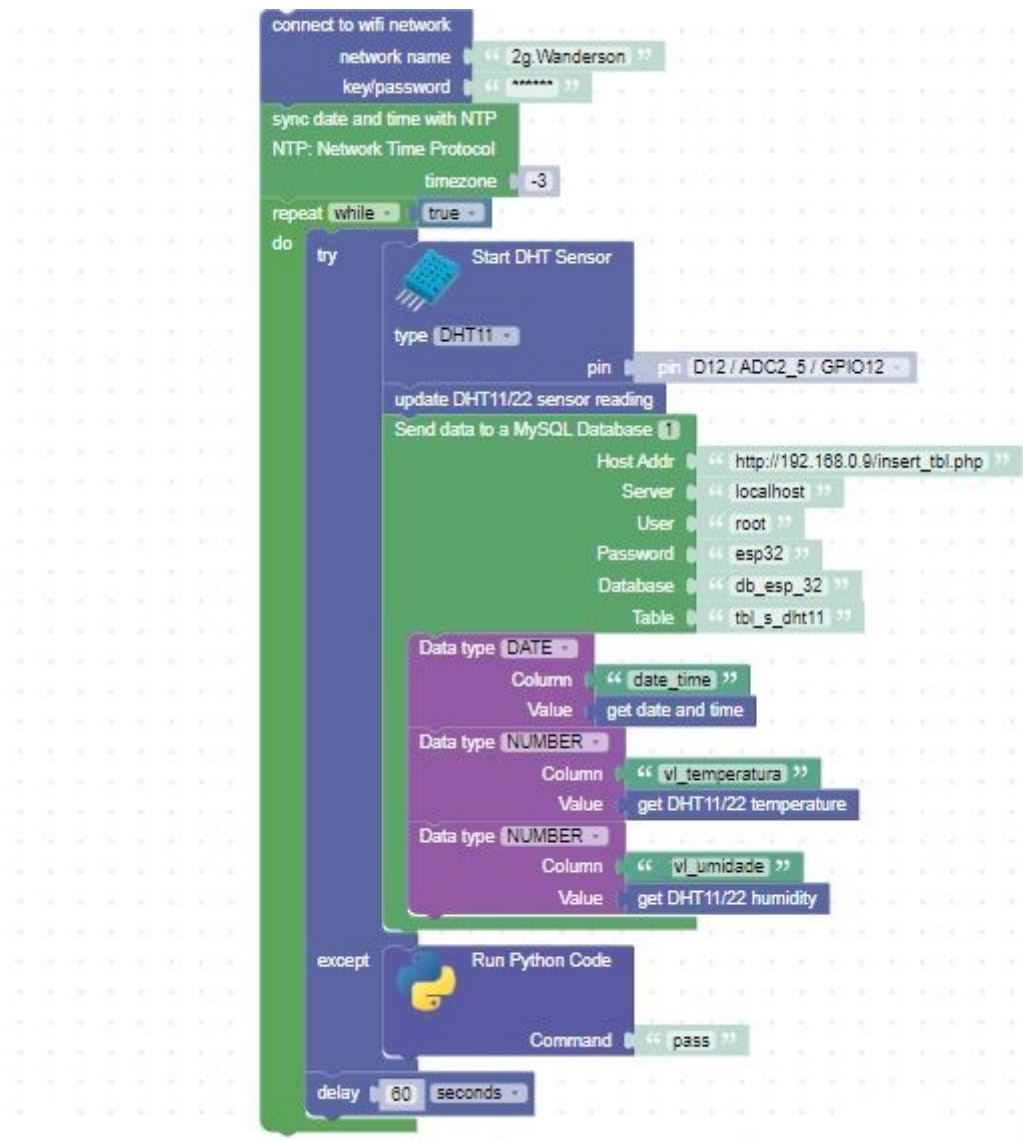 connect to wifi network
network name “ 2g.Wanderson ”
key/password “ ****** ”
sync date and time with NTP
NTP: Network Time Protocol
timezone -3
repeat while true
do
try
Start DHT Sensor
type DHT11
pin pin D12 / ADC2_5 / GPIO12
update DHT11/22 sensor reading
Send data to a MySQL Database 1
Host Addr “ http://192.168.0.9/insert_tbl.php ”
Server “ localhost ”
User “ root ”
Password “ esp32 ”
Database “ db_esp_32 ”
Table “ tbl_s_dht11 ”
Data type DATE
Column “ date_time ”
Value get date and time
Data type NUMBER
Column “ vl_temperatura ”
Value get DHT11/22 temperature
Data type NUMBER
Column “ vl_umidade ”
Value get DHT11/22 humidity
except
Run Python Code
Command “ pass ”
delay 60 seconds